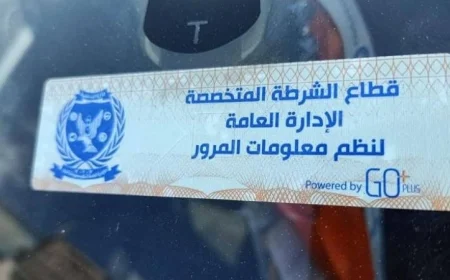 T
قطاع الشرطة المتخصصة
الإدارة العامة
لنظم معلومات المرور
Powered by GO+ PLUS